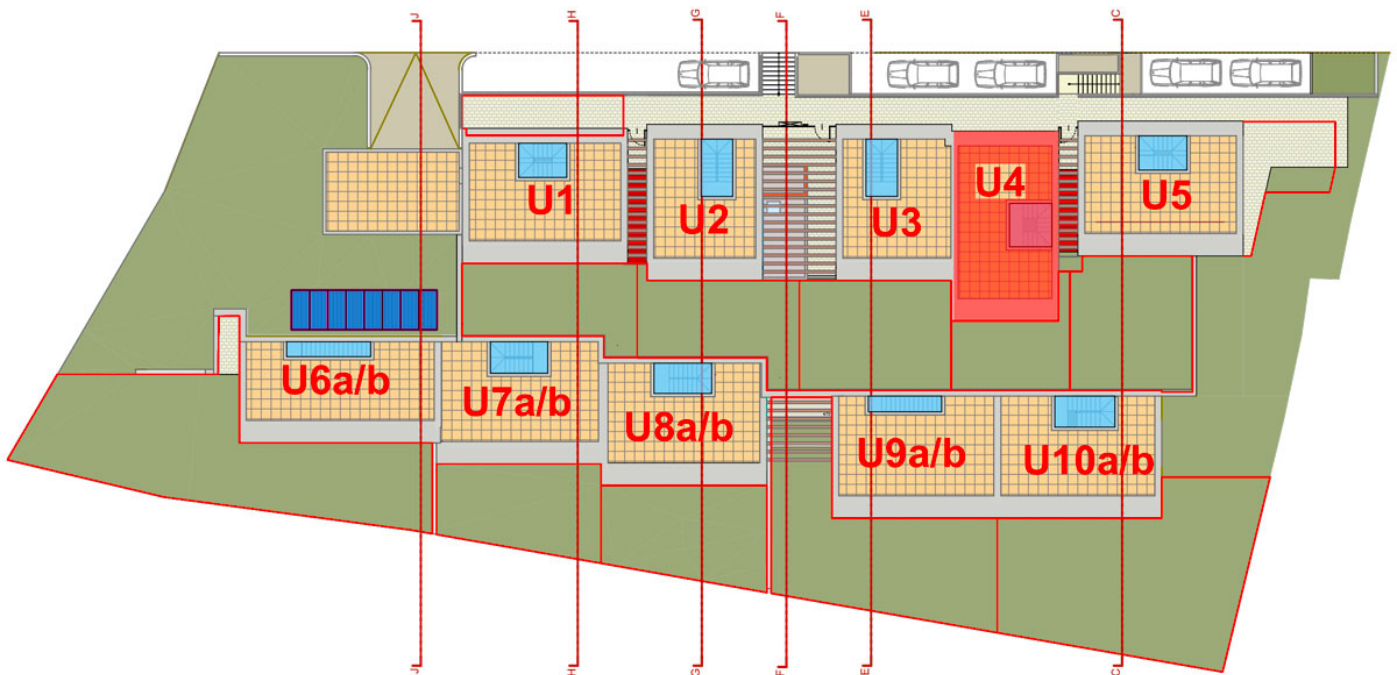 J H G F E C
U1 U2 U3 U4 U5
U6a/b U7a/b U8a/b U9a/b U10a/b
J H G F E C